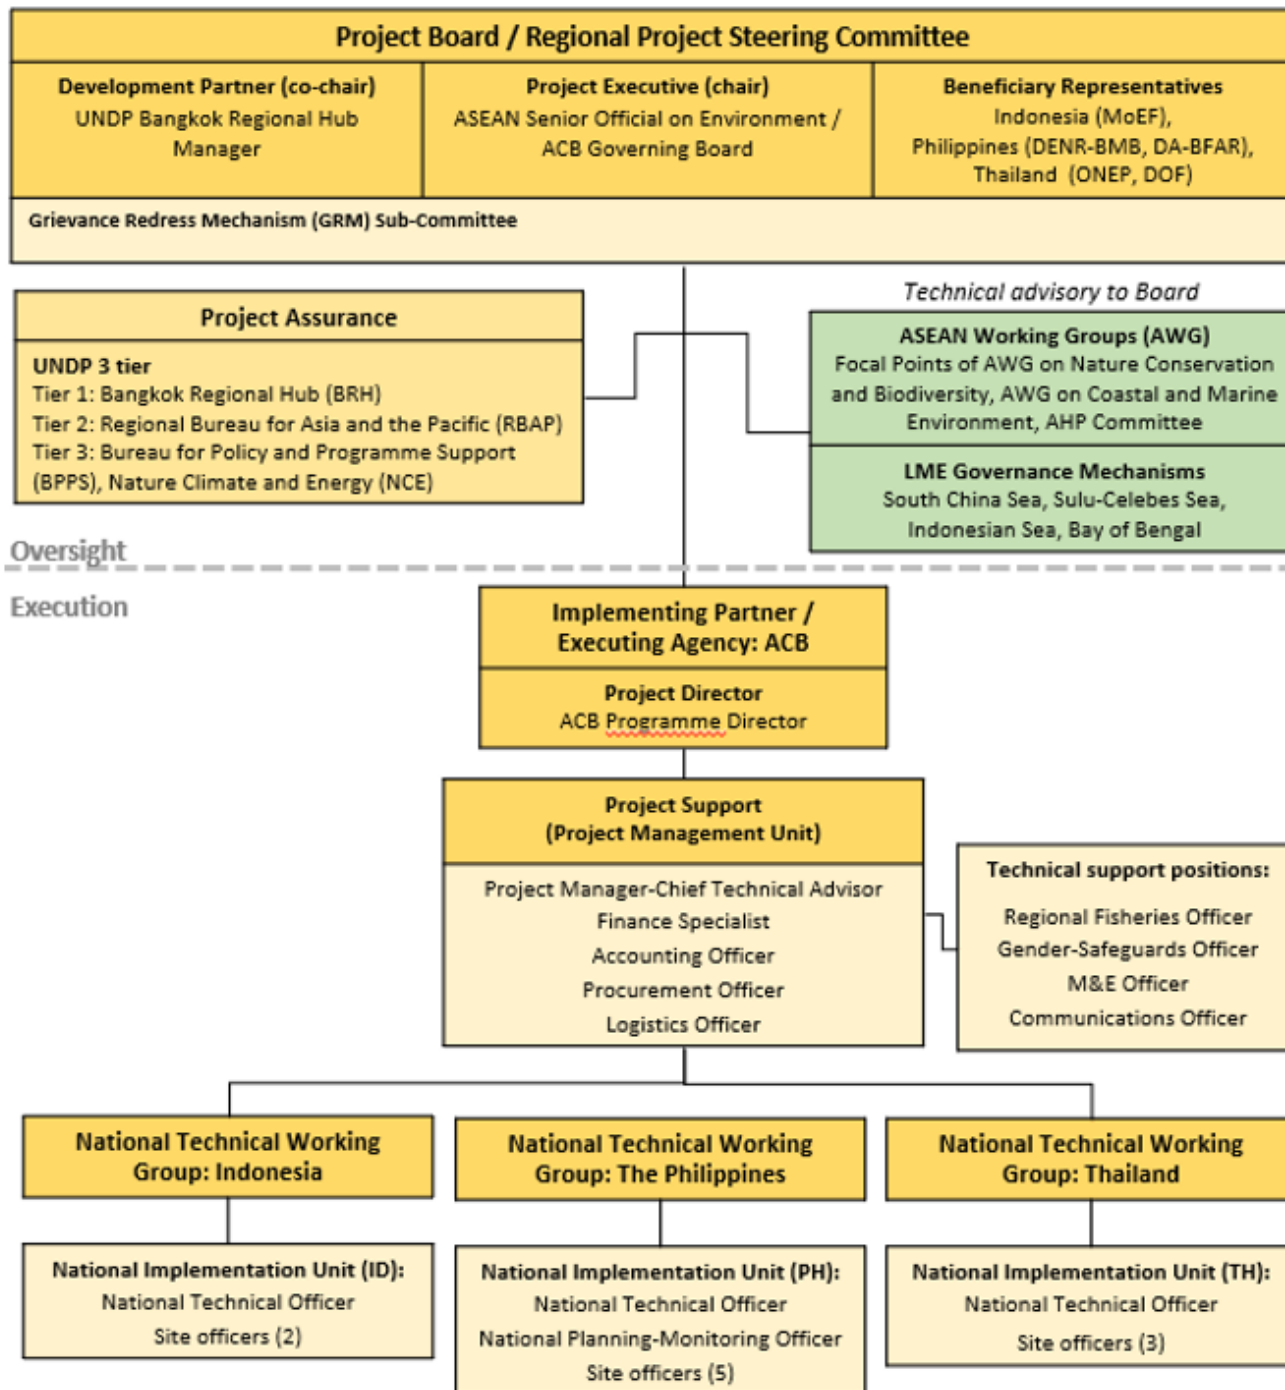 Project Board / Regional Project Steering Committee
Development Partner (co-chair)
UNDP Bangkok Regional Hub
Manager
Project Executive (chair)
ASEAN Senior Official on Environment /
ACB Governing Board
Beneficiary Representatives
Indonesia (MoEF),
Philippines (DENR-BMB, DA-BFAR),
Thailand (ONEP, DOF)
Grievance Redress Mechanism (GRM) Sub-Committee
Project Assurance
UNDP 3 tier
Tier 1: Bangkok Regional Hub (BRH)
Tier 2: Regional Bureau for Asia and the Pacific (RBAP)
Tier 3: Bureau for Policy and Programme Support
(BPPS), Nature Climate and Energy (NCE)
Technical advisory to Board
ASEAN Working Groups (AWG)
Focal Points of AWG on Nature Conservation
and Biodiversity, AWG on Coastal and Marine
Environment, AHP Committee
LME Governance Mechanisms
South China Sea, Sulu-Celebes Sea,
Indonesian Sea, Bay of Bengal
Oversight
Execution
Implementing Partner /
Executing Agency: ACB
Project Director
ACB Programme Director
Project Support
(Project Management Unit)
Project Manager-Chief Technical Advisor
Finance Specialist
Accounting Officer
Procurement Officer
Logistics Officer
Technical support positions:
Regional Fisheries Officer
Gender-Safeguards Officer
M&E Officer
Communications Officer
National Technical Working
Group: Indonesia
National Technical Working
Group: The Philippines
National Technical Working
Group: Thailand
National Implementation Unit (ID):
National Technical Officer
Site officers (2)
National Implementation Unit (PH):
National Technical Officer
National Planning-Monitoring Officer
Site officers (5)
National Implementation Unit (TH):
National Technical Officer
Site officers (3)